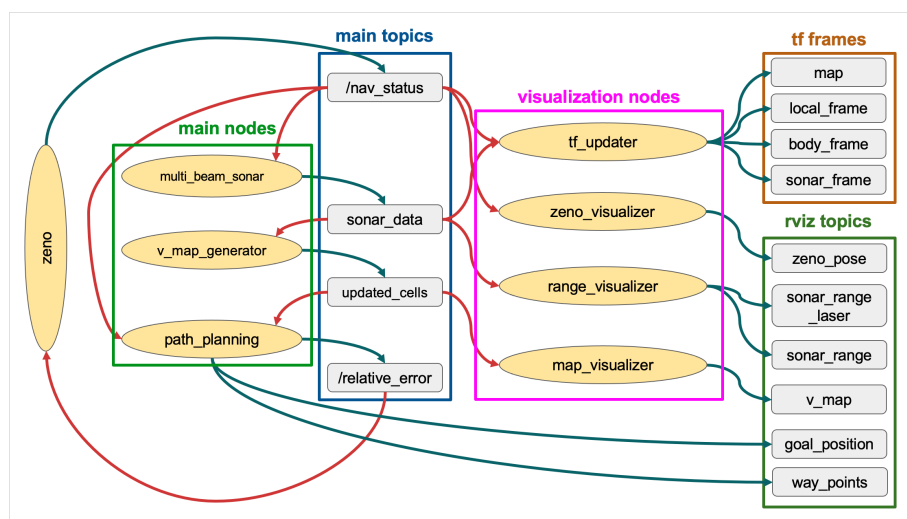 main topics
tf frames
/nav_status
map
visualization nodes
local_frame
main nodes
tf_updater
body_frame
multi_beam_sonar
sonar_frame
sonar_data
zeno_visualizer
rviz topics
zeno
v_map_generator
zeno_pose
updated_cells
range_visualizer
sonar_range
_laser
path_planning
sonar_range
/relative_error
map_visualizer
v_map
goal_position
way_points